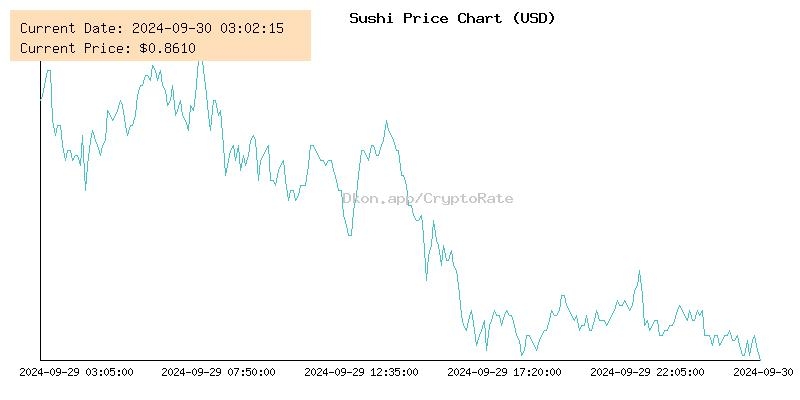 Sushi Price Chart (USD)
Current Date: 2024-09-30 03:02:15
Current Price: $0.8610
Okon.app/CryptoRate
2024-09-29 03:05:00 2024-09-29 07:50:00 2024-09-29 12:35:00 2024-09-29 17:20:00 2024-09-29 22:05:00 2024-09-30